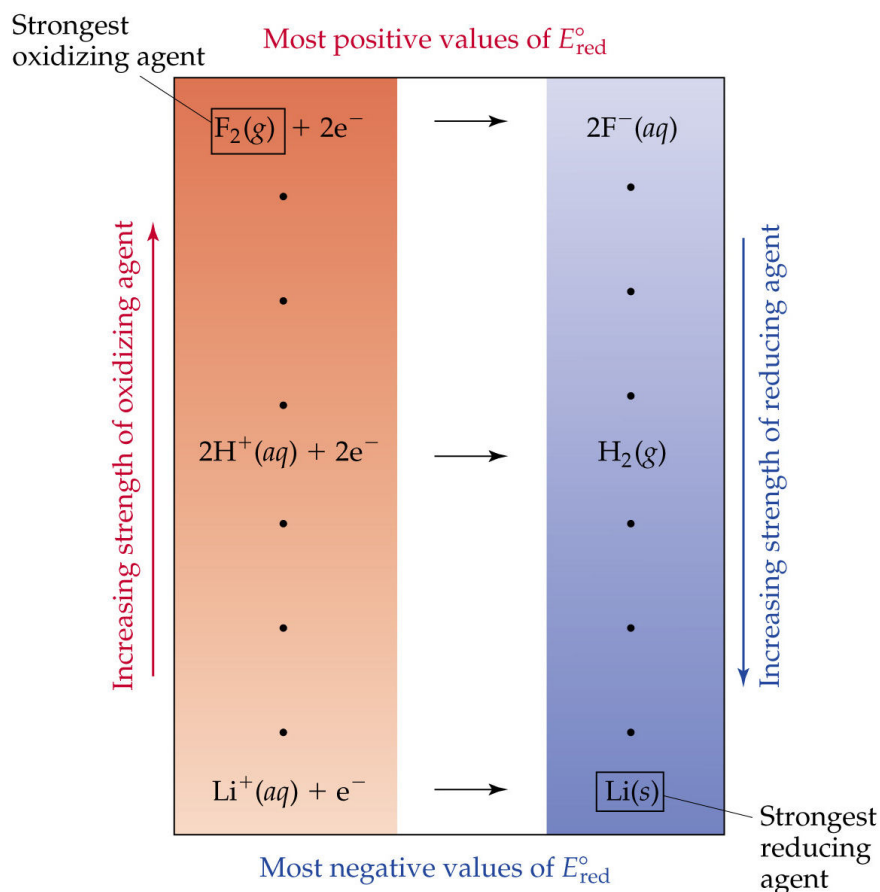 Strongest
oxidizing agent
Most positive values of E°red
F₂(g) + 2e⁻ → 2F⁻(aq)
Increasing strength of oxidizing agent
Increasing strength of reducing agent
2H⁺(aq) + 2e⁻ → H₂(g)
Li⁺(aq) + e⁻ → Li(s)
Strongest
reducing
agent
Most negative values of E°red